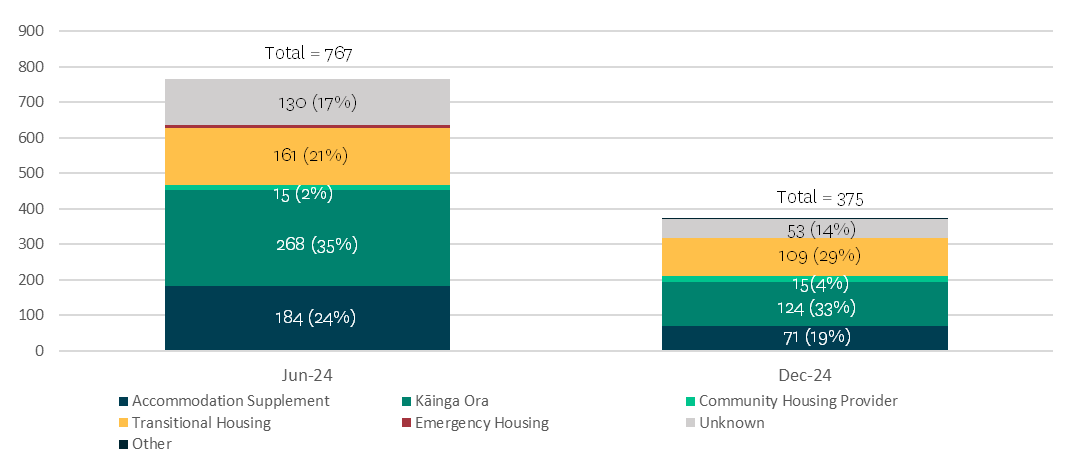 900
800
700
600
500
400
300
200
100
0
Total = 767
130 (17%)
161 (21%)
15 (2%)
268 (35%)
184 (24%)
Total = 375
53 (14%)
109 (29%)
15(4%)
124 (33%)
71 (19%)
Jun-24
Dec-24
Accommodation Supplement
Kāinga Ora
Community Housing Provider
Transitional Housing
Emergency Housing
Unknown
Other